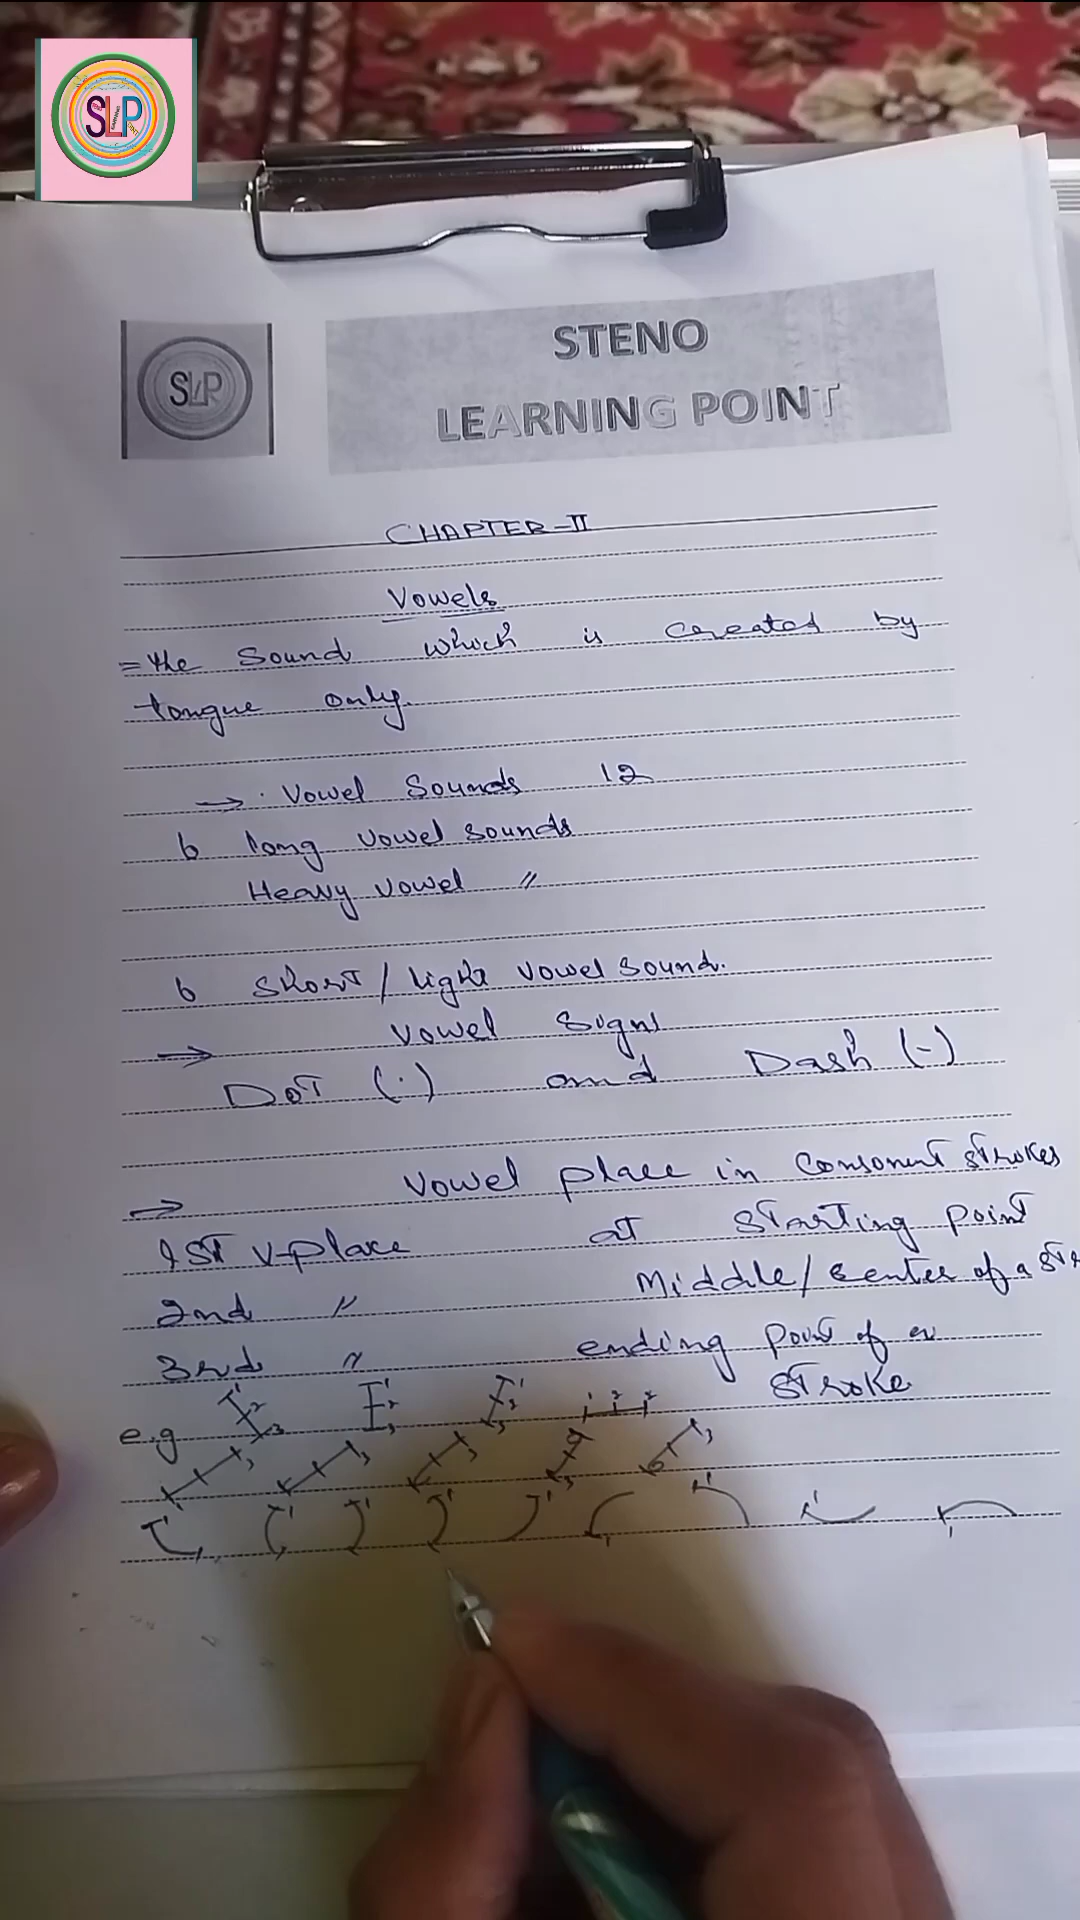 SLP
STENO
LEARNING POINT
SLP
CHAPTER-II
Vowels
= the sound which is created by
tongue only.
→ Vowel Sounds 12
6 long vowel sounds
Heavy vowel "
6 short / light vowel sound.
⇒ vowel signs
DOT (.) and Dash (-)
⇒ vowel place in consonent strokes
1ST V-place at starting point
2nd " Middle / center of a st
3rd " ending point of a
stroke
e.g